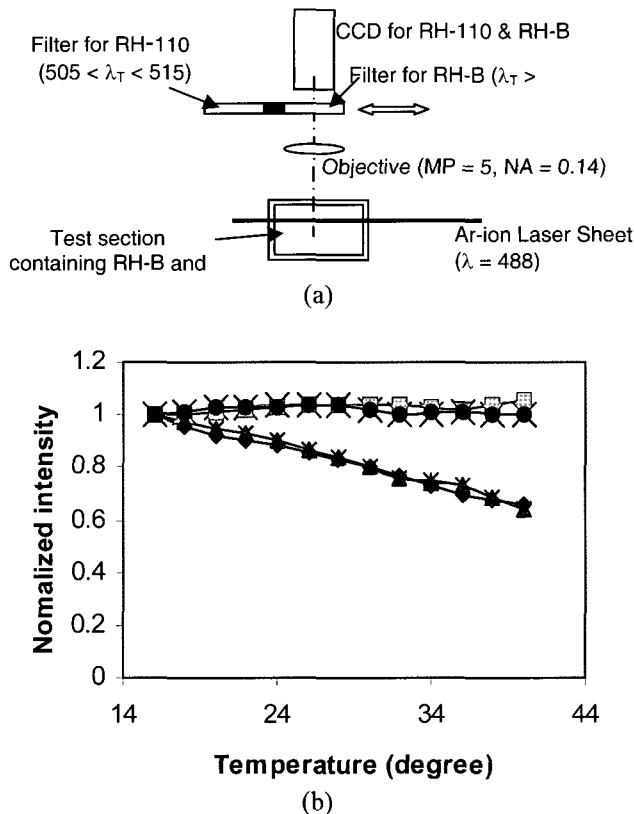 Filter for RH-110
(505 < λT < 515)
CCD for RH-110 & RH-B
Filter for RH-B (λT >
Objective (MP = 5, NA = 0.14)
Test section
containing RH-B and
Ar-ion Laser Sheet
(λ = 488)
(a)
Nomalized intensity
1.2
1
0.8
0.6
0.4
0.2
0
14
24
34
44
Temperature (degree)
(b)